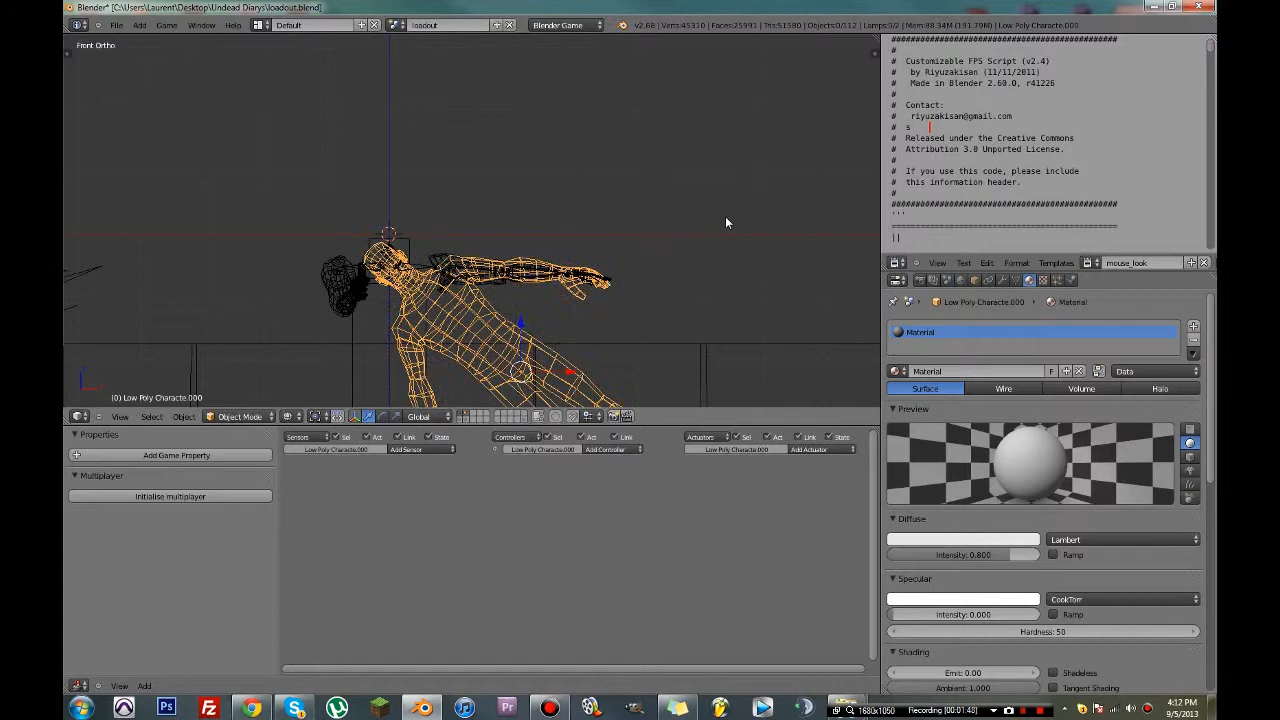 Blender* [C:\Users\Laurent\Desktop\Undead Diarys\loadout.blend]
File Add Game Window Help Default loadout Blender Game v2.68 | Verts:45310 | Faces:25991 | Tris:51580 | Objects:0/112 | Lamps:0/2 | Mem:88.34M (191.79M) | Low Poly Characte.000
Front Ortho
(0) Low Poly Characte.000
View Select Object Object Mode Global
################################################
#
# Customizable FPS Script (v2.4)
# by Riyuzakisan (11/11/2011)
# Made in Blender 2.60.0, r41226
#
# Contact:
# riyuzakisan@gmail.com
# s
# Released under the Creative Commons
# Attribution 3.0 Unported License.
#
# If you use this code, please include
# this information header.
#
################################################
'''
================================================
||
View Text Edit Format Templates mouse_look
Low Poly Characte.000 Material
Material
Material F Data
Surface Wire Volume Halo
Preview
Diffuse
Lambert
Intensity: 0.800 Ramp
Specular
CookTorr
Intensity: 0.000 Ramp
Hardness: 50
Shading
Emit: 0.00 Shadeless
Ambient: 1.000 Tangent Shading
Properties
Add Game Property
Multiplayer
Initialise multiplayer
Sensors Sel Act Link State
Low Poly Characte.000 Add Sensor
Controllers Sel Act Link
Low Poly Characte.000 Add Controller
Actuators Sel Act Link State
Low Poly Characte.000 Add Actuator
View Add
1680x1050 Recording [0:01:48]
4:12 PM
9/5/2013